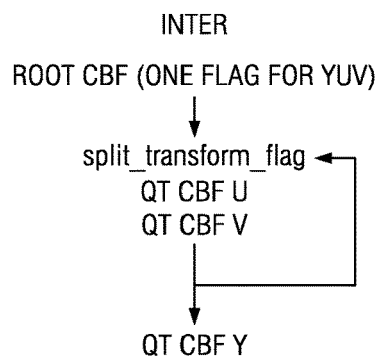 INTER
ROOT CBF (ONE FLAG FOR YUV)
split_transform_flag
QT CBF U
QT CBF V
QT CBF Y